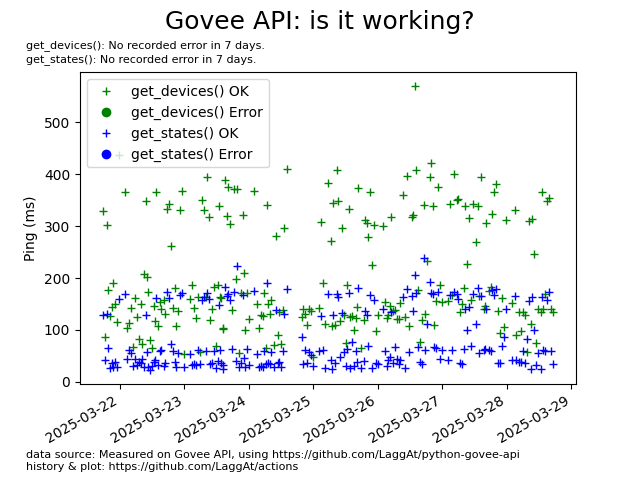 Govee API: is it working?
get_devices(): No recorded error in 7 days.
get_states(): No recorded error in 7 days.
get_devices() OK
get_devices() Error
get_states() OK
get_states() Error
Ping (ms)
500
400
300
200
100
0
2025-03-22
2025-03-23
2025-03-24
2025-03-25
2025-03-26
2025-03-27
2025-03-28
2025-03-29
data source: Measured on Govee API, using https://github.com/LaggAt/python-govee-api
history & plot: https://github.com/LaggAt/actions